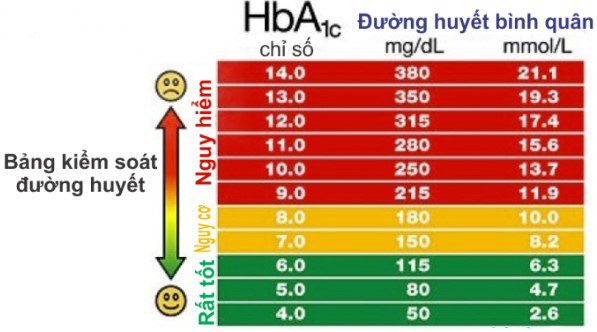 HbA1c Đường huyết bình quân
chỉ số mg/dL mmol/L
14.0 380 21.1
13.0 350 19.3
12.0 315 17.4
11.0 280 15.6
10.0 250 13.7
9.0 215 11.9
8.0 180 10.0
7.0 150 8.2
6.0 115 6.3
5.0 80 4.7
4.0 50 2.6
Bảng kiểm soát
đường huyết
Nguy hiểm
Nguy cơ
Rất tốt